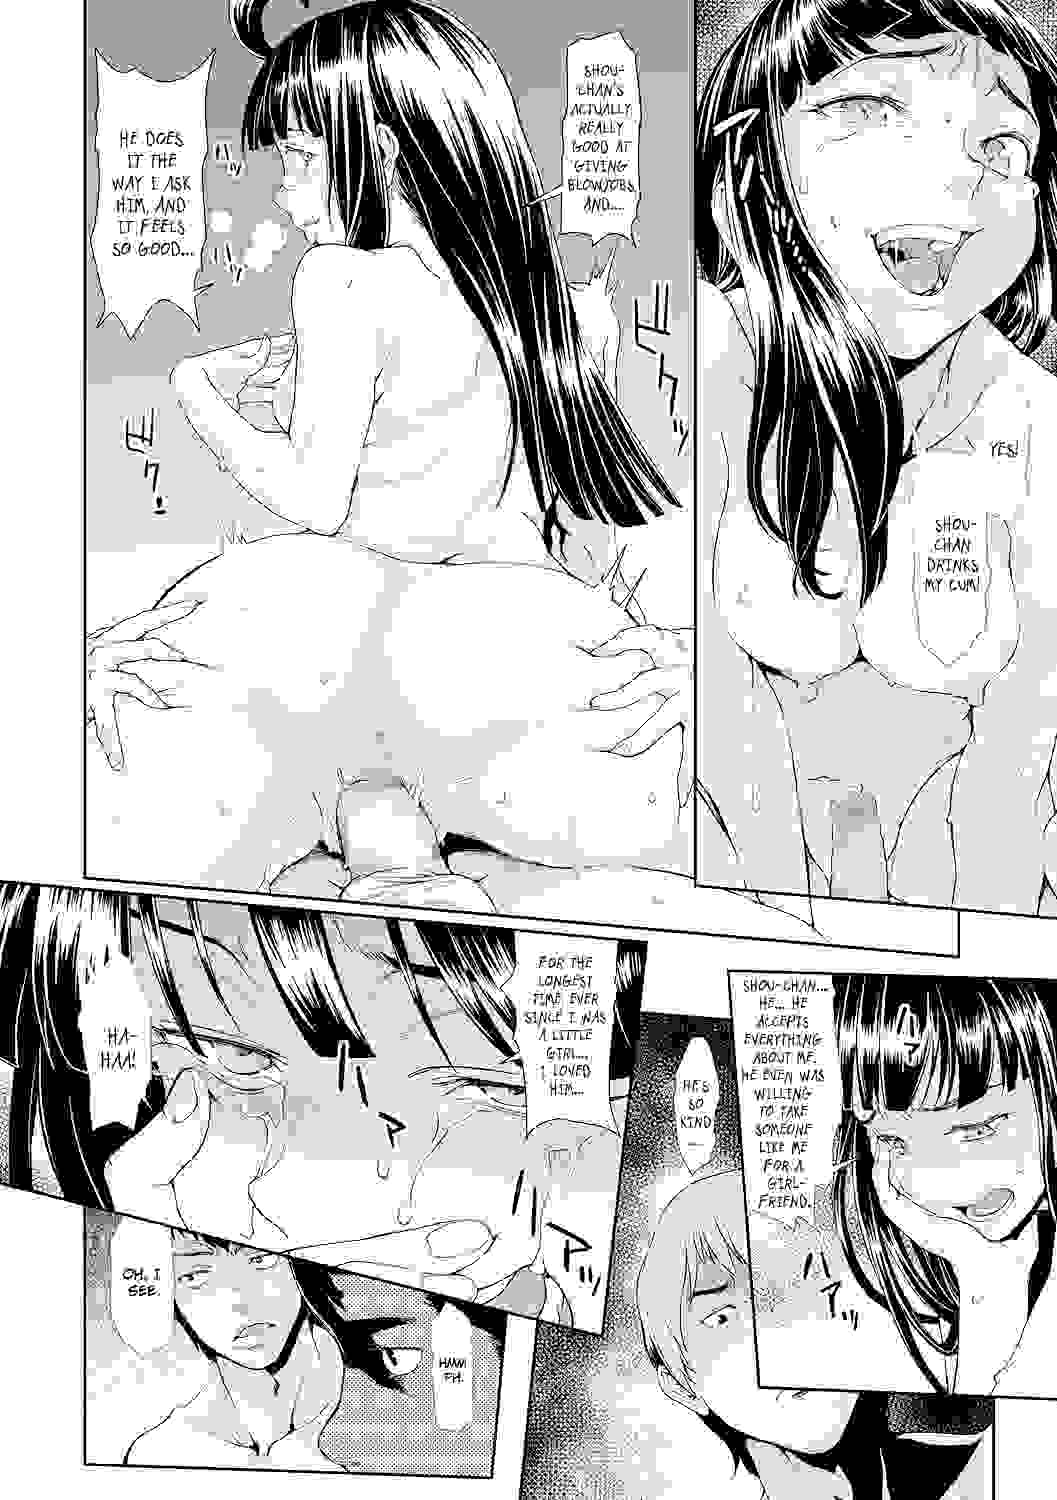 YES!
SHOU-
CHAN
DRINKS
MY CUM!
SHOU-
CHAN'S
ACTUALLY
REALLY
GOOD AT
GIVING
BLOWJOBS,
AND....
HE DOES
IT THE
WAY I ASK
HIM, AND
IT FEELS
SO GOOD...
SHOU-CHAN...
HE... HE
ACCEPTS
EVERYTHING
ABOUT ME.
HE EVEN WAS
WILLING
TO TAKE
SOMEONE
LIKE ME
FOR A
GIRL-
FRIEND.
HE'S
SO
KIND
....
FOR THE
LONGEST
TIME EVER
SINCE I WAS
A LITTLE
GIRL....
I LOVED
HIM....
HA-
HAA!
OH, I
SEE.